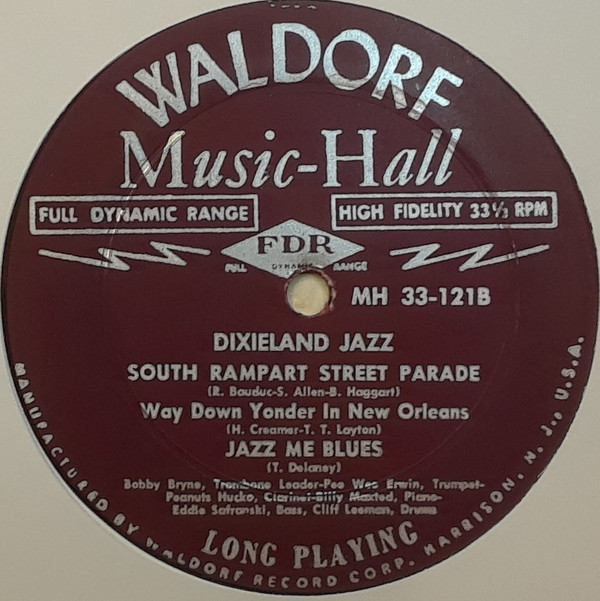 WALDORF
Music-Hall
FULL DYNAMIC RANGE
HIGH FIDELITY 33⅓ RPM
FDR
FULL DYNAMIC RANGE
MH 33-121B
DIXIELAND JAZZ
SOUTH RAMPART STREET PARADE
(R. Bauduc-S. Allen-B. Haggart)
Way Down Yonder In New Orleans
(H. Creamer-T. T. Layton)
JAZZ ME BLUES
(T. Delaney)
Bobby Bryne, Trombone Leader-Pee Wee Erwin, Trumpet-
Peanuts Hucko, Clarinet-Billy Maxted, Piano-
Eddie Safranski, Bass, Cliff Leeman, Drums
LONG PLAYING
MANUFACTURED BY WALDORF RECORD CORP. HARRISON, N. J., U.S.A.